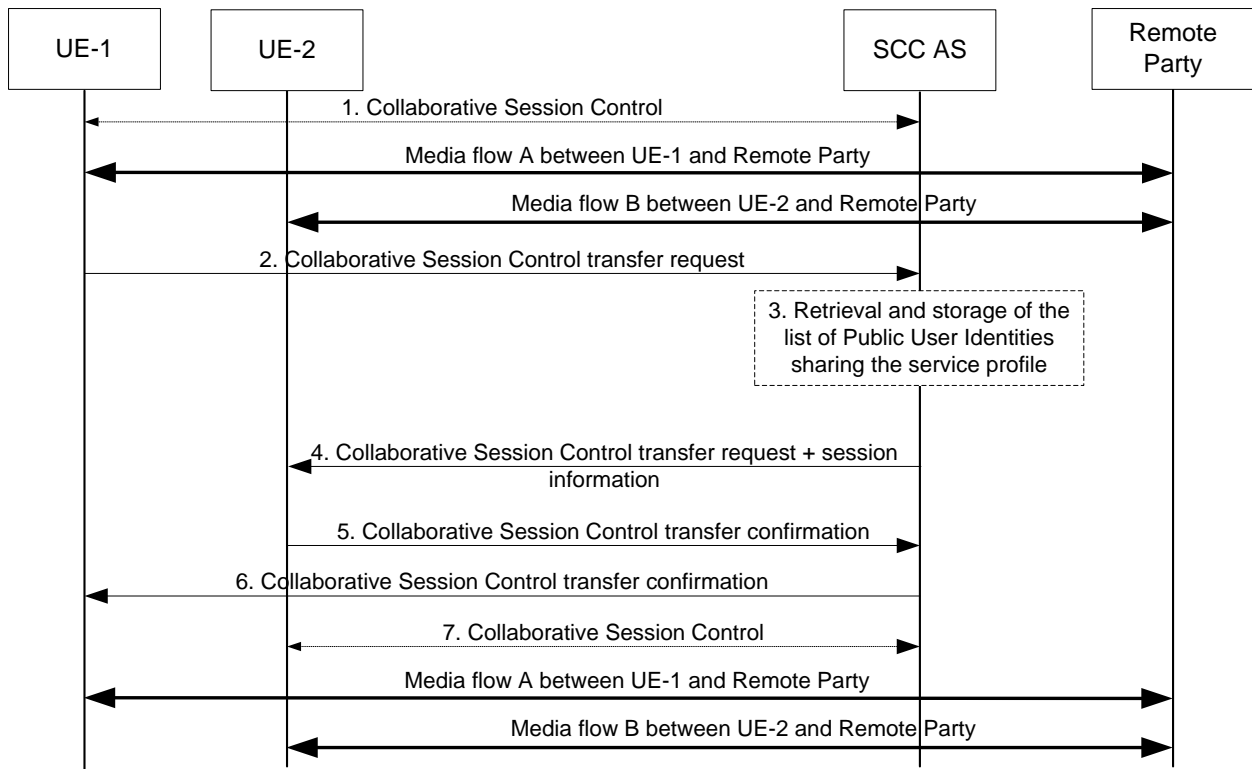 UE-1
UE-2
SCC AS
Remote
Party
1. Collaborative Session Control
Media flow A between UE-1 and Remote Party
Media flow B between UE-2 and Remote Party
2. Collaborative Session Control transfer request
3. Retrieval and storage of the
list of Public User Identities
sharing the service profile
4. Collaborative Session Control transfer request + session
information
5. Collaborative Session Control transfer confirmation
6. Collaborative Session Control transfer confirmation
7. Collaborative Session Control
Media flow A between UE-1 and Remote Party
Media flow B between UE-2 and Remote Party